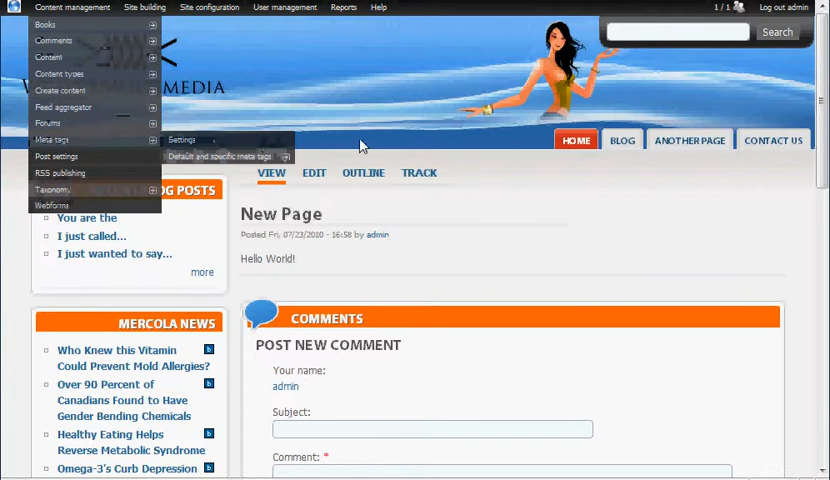 Content management Site building Site configuration User management Reports Help 1 / 1 Log out admin
Books
Comments
Content
Content types
Create content
Feed aggregator
Forums
Meta tags
Post settings
RSS publishing
Taxonomy
Webforms
Settings
Default and specific meta tags
MEDIA
Search
HOME BLOG ANOTHER PAGE CONTACT US
VIEW EDIT OUTLINE TRACK
OG POSTS
You are the
I just called...
I just wanted to say...
more
MERCOLA NEWS
Who Knew this Vitamin
Could Prevent Mold Allergies?
Over 90 Percent of
Canadians Found to Have
Gender Bending Chemicals
Healthy Eating Helps
Reverse Metabolic Syndrome
Omega-3's Curb Depression
New Page
Posted Fri, 07/23/2010 - 16:58 by admin
Hello World!
COMMENTS
POST NEW COMMENT
Your name:
admin
Subject:
Comment: *